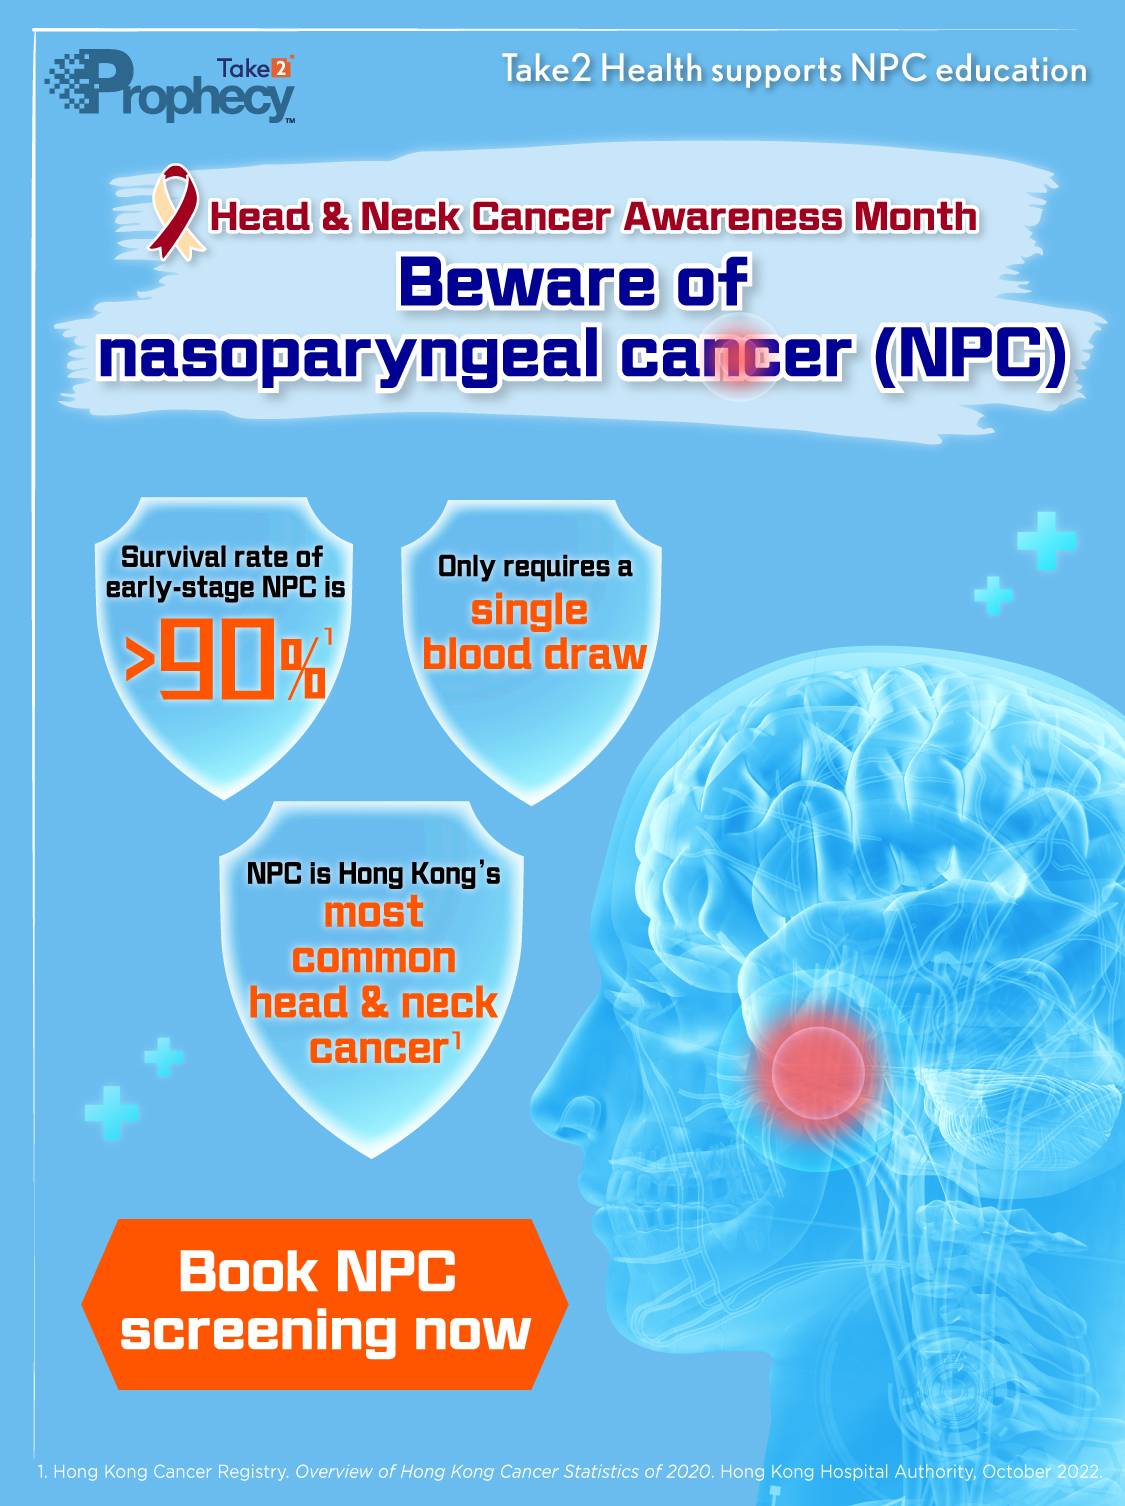 Take2
Prophecy™
Take2 Health supports NPC education
Head & Neck Cancer Awareness Month
Beware of
nasoparyngeal cancer (NPC)
Survival rate of
early-stage NPC is
>90%¹
Only requires a
single
blood draw
NPC is Hong Kong's
most
common
head & neck
cancer¹
Book NPC
screening now
1. Hong Kong Cancer Registry. Overview of Hong Kong Cancer Statistics of 2020. Hong Kong Hospital Authority, October 2022.